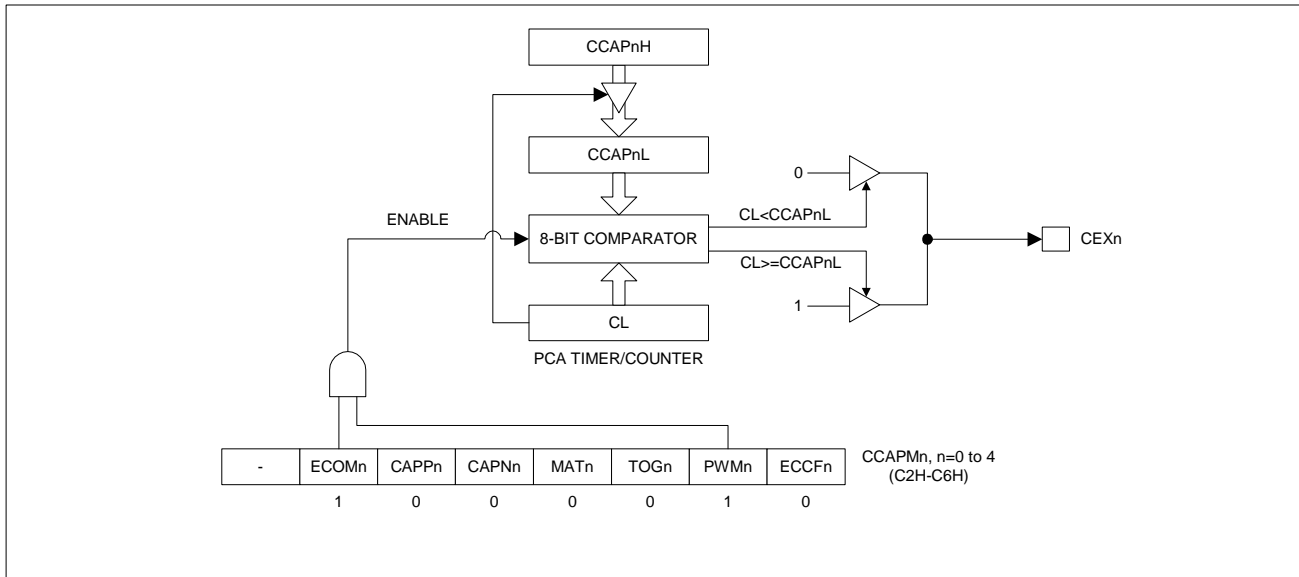 CCAPnH
CCAPnL
0
CL<CCAPnL
ENABLE
8-BIT COMPARATOR
CEXn
CL>=CCAPnL
1
CL
PCA TIMER/COUNTER
- ECOMn CAPPn CAPNn MATn TOGn PWMn ECCFn
CCAPMn, n=0 to 4
(C2H-C6H)
1 0 0 0 0 1 0